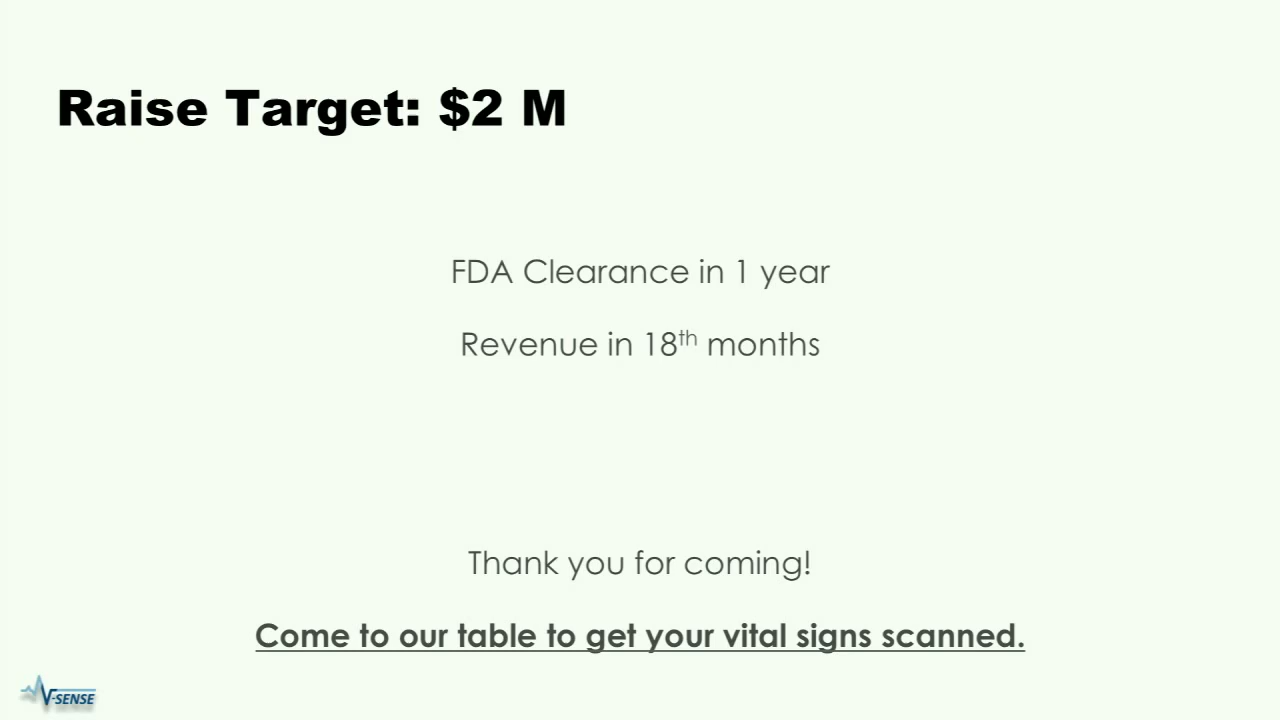 Raise Target: $2 M
FDA Clearance in 1 year
Revenue in 18th months
Thank you for coming!
Come to our table to get your vital signs scanned.
V-SENSE